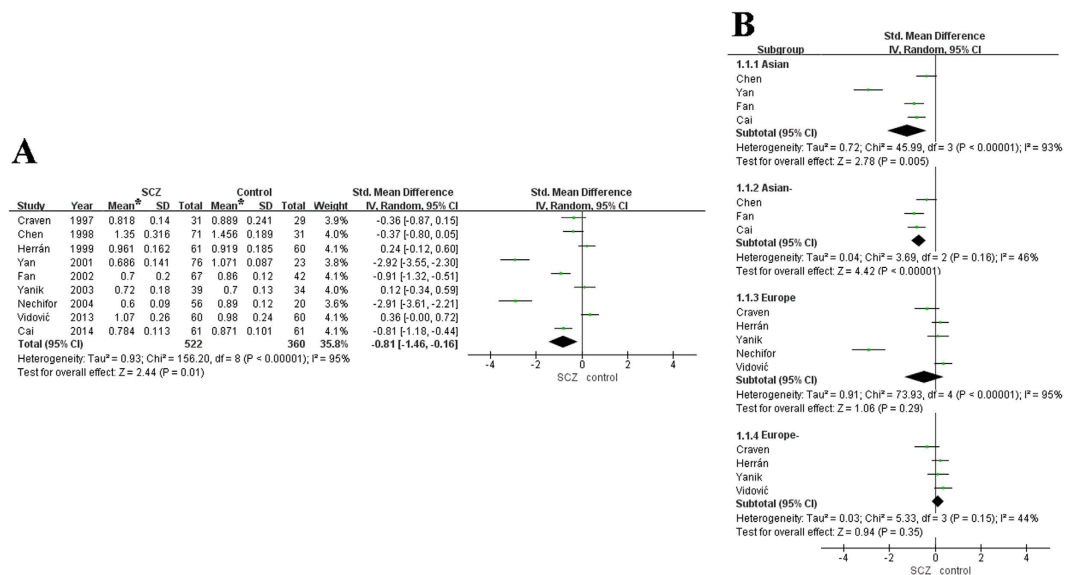 A
SCZ Control Std. Mean Difference Std. Mean Difference
Study Year Mean* SD Total Mean* SD Total Weight IV, Random, 95% CI IV, Random, 95% CI
Craven 1997 0.818 0.14 31 0.889 0.241 29 3.9% -0.36 [-0.87, 0.15]
Chen 1998 1.35 0.316 71 1.456 0.189 31 4.0% -0.37 [-0.80, 0.05]
Herrán 1999 0.961 0.162 61 0.919 0.185 60 4.1% 0.24 [-0.12, 0.60]
Yan 2001 0.686 0.141 76 1.071 0.087 23 3.8% -2.92 [-3.55, -2.30]
Fan 2002 0.7 0.2 67 0.86 0.12 42 4.1% -0.91 [-1.32, -0.51]
Yanik 2003 0.72 0.18 39 0.7 0.13 34 4.0% 0.12 [-0.34, 0.59]
Nechifor 2004 0.6 0.09 56 0.89 0.12 20 3.7% -2.91 [-3.61, -2.21]
Vidović 2013 1.07 0.26 60 0.98 0.24 60 4.1% 0.36 [-0.00, 0.72]
Cai 2014 0.784 0.113 61 0.871 0.101 61 4.1% -0.81 [-1.18, -0.44]
Total (95% CI) 522 360 35.8% -0.81 [-1.46, -0.16]
Heterogeneity: Tau² = 0.93; Chi² = 156.20, df = 8 (P < 0.00001); I² = 95%
Test for overall effect: Z = 2.44 (P = 0.01)
-4 -2 0 2 4
SCZ control
B
Std. Mean Difference
Subgroup IV, Random, 95% CI
1.1.1 Asian
Chen
Yan
Fan
Cai
Subtotal (95% CI)
Heterogeneity: Tau² = 0.72; Chi² = 45.99, df = 3 (P < 0.00001); I² = 93%
Test for overall effect: Z = 2.78 (P = 0.005)
1.1.2 Asian-
Chen
Fan
Cai
Subtotal (95% CI)
Heterogeneity: Tau² = 0.04; Chi² = 3.69, df = 2 (P = 0.16); I² = 46%
Test for overall effect: Z = 4.42 (P < 0.00001)
1.1.3 Europe
Craven
Herrán
Yanik
Nechifor
Vidović
Subtotal (95% CI)
Heterogeneity: Tau² = 0.91; Chi² = 73.93, df = 4 (P < 0.00001); I² = 95%
Test for overall effect: Z = 1.06 (P = 0.29)
1.1.4 Europe-
Craven
Herrán
Yanik
Vidović
Subtotal (95% CI)
Heterogeneity: Tau² = 0.03; Chi² = 5.33, df = 3 (P = 0.15); I² = 44%
Test for overall effect: Z = 0.94 (P = 0.35)
-4 -2 0 2 4
SCZ control